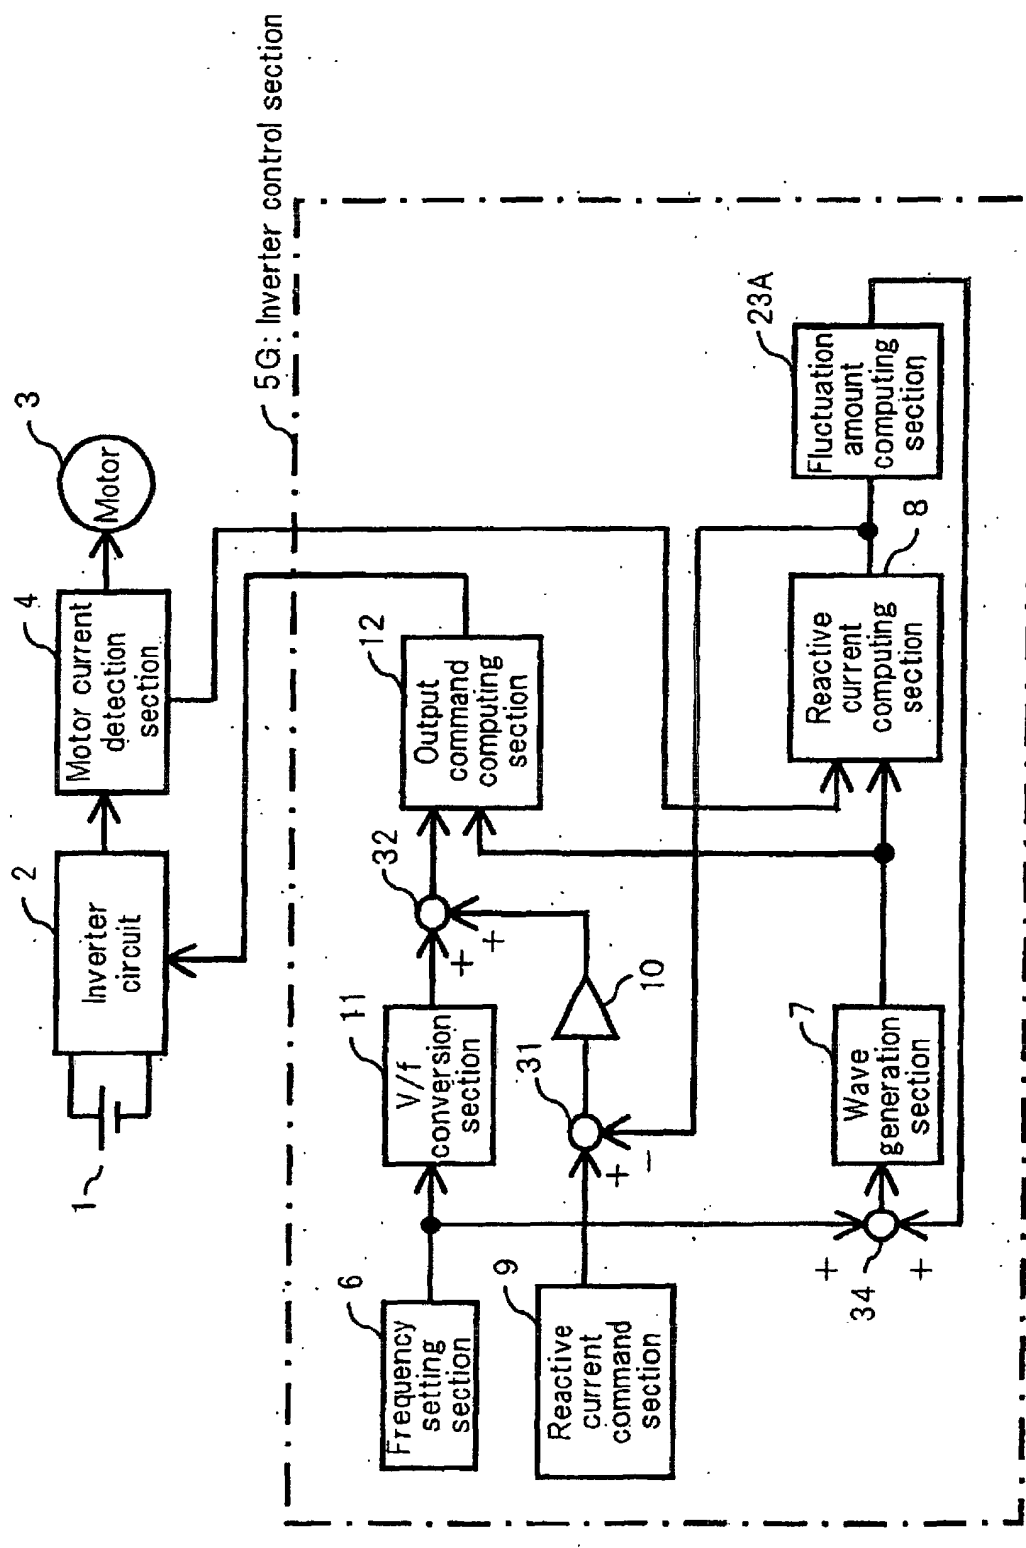 1
2
Inverter
circuit
4
Motor current
detection
section
3
Motor
5G: Inverter control section
6
Frequency
setting
section
11
V/f
conversion
section
32
+
+
12
Output
command
computing
section
9
Reactive
current
command
section
31
+
-
10
34
+
+
7
Wave
generation
section
8
Reactive
current
computing
section
23A
Fluctuation
amount
computing
section